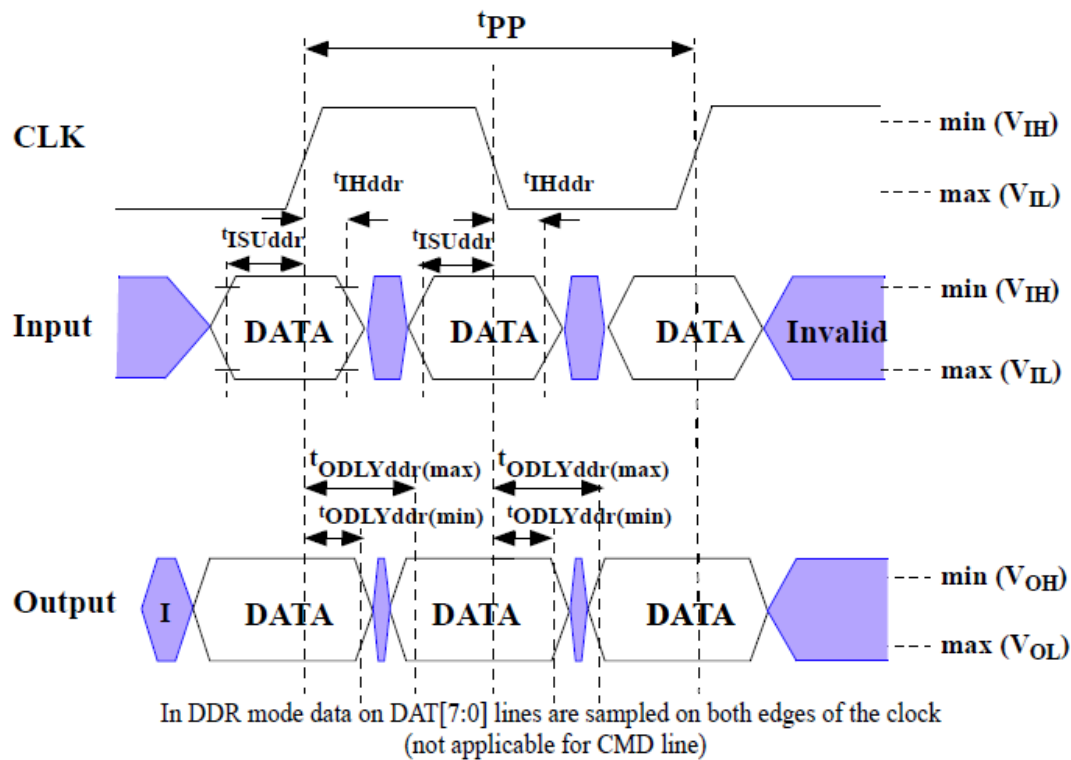 tPP
CLK
min (VIH)
tIHddr
tIHddr
max (VIL)
tISUddr
tISUddr
Input
DATA
DATA
DATA
Invalid
min (VIH)
max (VIL)
tODLYddr(max)
tODLYddr(max)
tODLYddr(min)
tODLYddr(min)
Output
I
DATA
DATA
DATA
min (VOH)
max (VOL)
In DDR mode data on DAT[7:0] lines are sampled on both edges of the clock
(not applicable for CMD line)